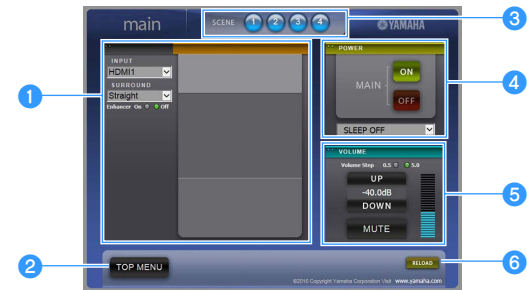 main
SCENE 1 2 3 4
YAMAHA
3
INPUT
HDMI1
SURROUND
Straight
Enhancer On Off
1
POWER
MAIN
ON
OFF
SLEEP OFF
4
VOLUME
Volume Step 0.5 5.0
UP
-40.0dB
DOWN
MUTE
5
2
TOP MENU
RELOAD
6
©2016 Copyright Yamaha Corporation Visit www.yamaha.com